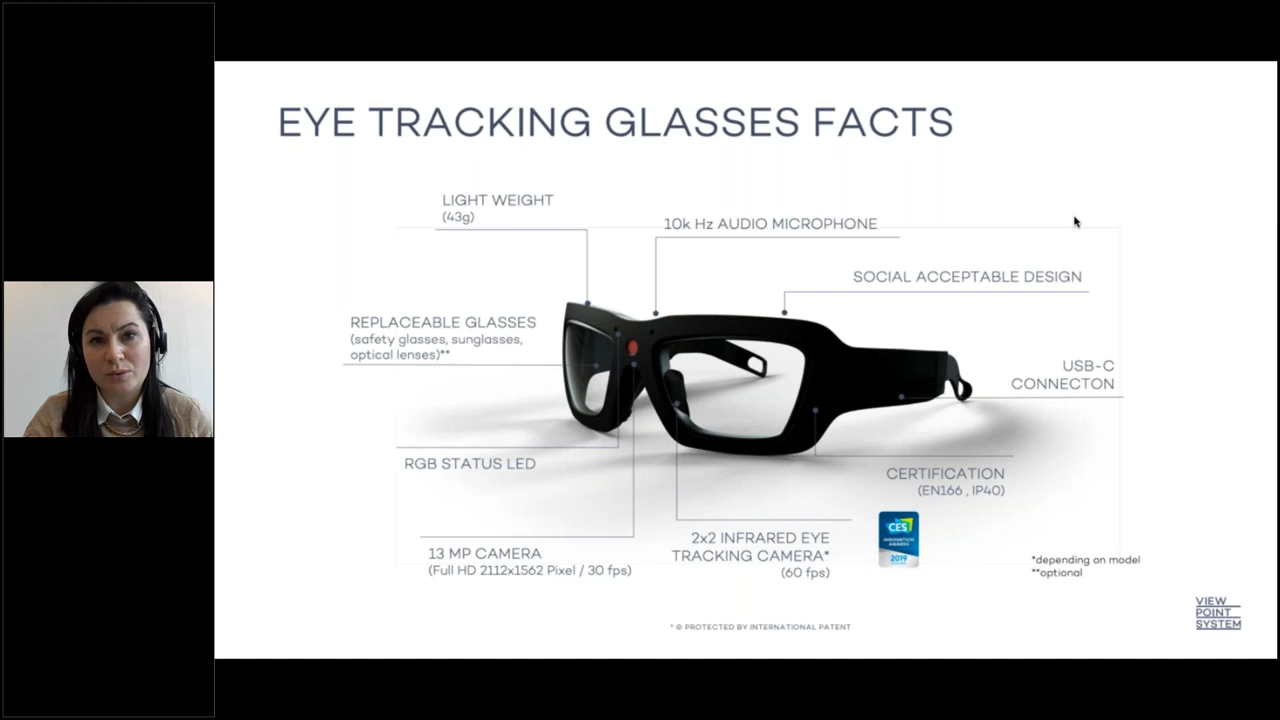 EYE TRACKING GLASSES FACTS
LIGHT WEIGHT
(43g)
10k Hz AUDIO MICROPHONE
SOCIAL ACCEPTABLE DESIGN
REPLACEABLE GLASSES
(safety glasses, sunglasses,
optical lenses)**
USB-C
CONNECTON
RGB STATUS LED
CERTIFICATION
(EN166 , IP40)
13 MP CAMERA
(Full HD 2112x1562 Pixel / 30 fps)
2x2 INFRARED EYE
TRACKING CAMERA*
(60 fps)
CES
INNOVATION
AWARDS
2019
*depending on model
**optional
VIEW
POINT
SYSTEM
* © PROTECTED BY INTERNATIONAL PATENT